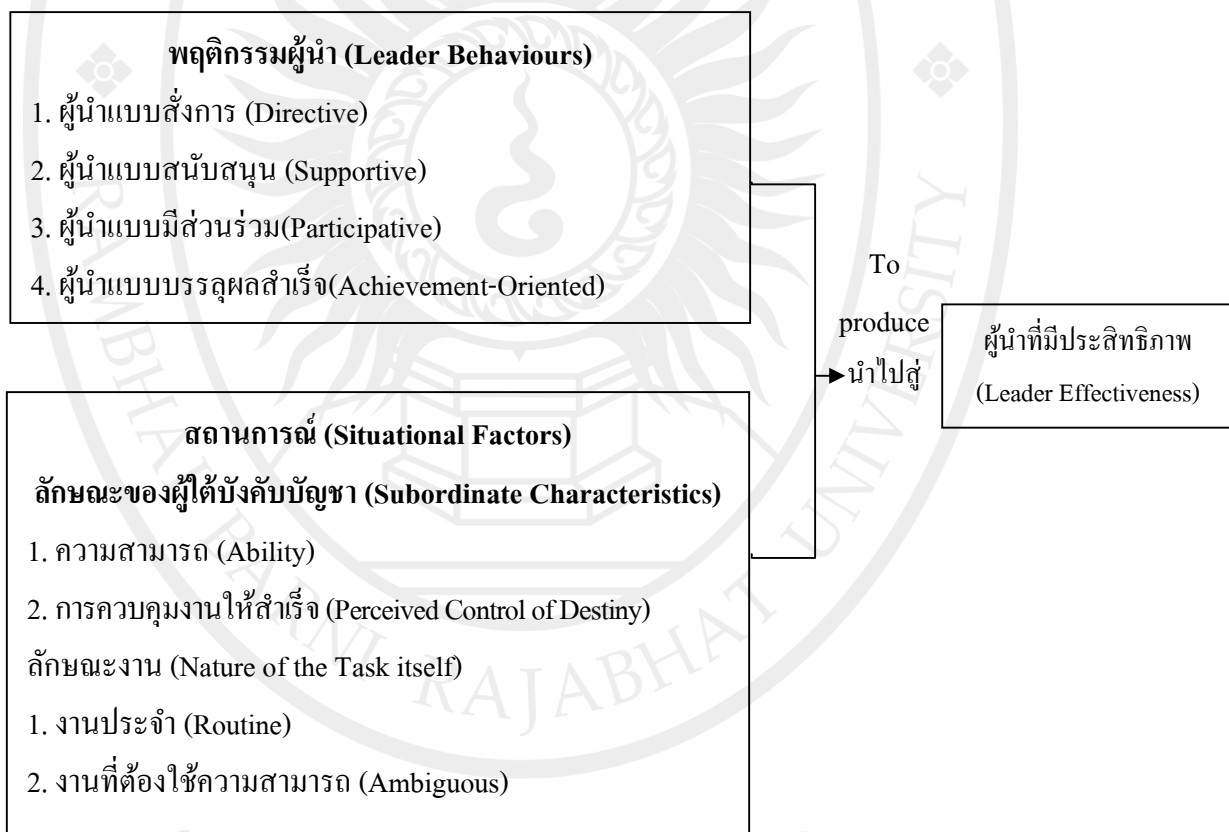 พฤติกรรมผู้นำ (Leader Behaviours)
1. ผู้นำแบบสั่งการ (Directive)
2. ผู้นำแบบสนับสนุน (Supportive)
3. ผู้นำแบบมีส่วนร่วม(Participative)
4. ผู้นำแบบบรรลุผลสำเร็จ(Achievement-Oriented)
To
produce
นำไปสู่
ผู้นำที่มีประสิทธิภาพ
(Leader Effectiveness)
สถานการณ์ (Situational Factors)
ลักษณะของผู้ใต้บังคับบัญชา (Subordinate Characteristics)
1. ความสามารถ (Ability)
2. การควบคุมงานให้สำเร็จ (Perceived Control of Destiny)
ลักษณะงาน (Nature of the Task itself)
1. งานประจำ (Routine)
2. งานที่ต้องใช้ความสามารถ (Ambiguous)
RAMBHAI BARNI RAJABHAT UNIVERSITY